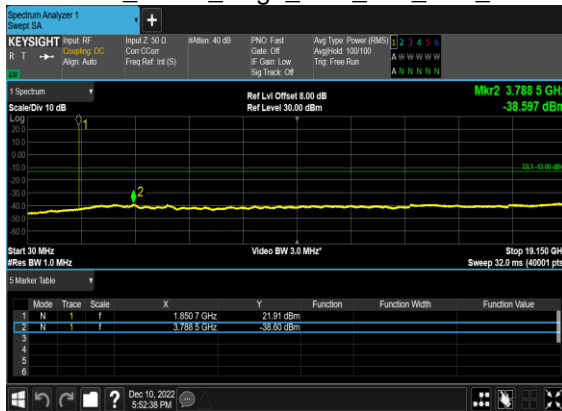 Spectrum Analyzer 1
Swept SA
+
KEYSIGHT Input: RF Input Z: 50 Ω #Atten: 40 dB PNO: Fast Avg Type: Power (RMS) 1 2 3 4 5 6
R T Coupling: DC Corr CCorr Gate: Off Avg|Hold: 100/100 A W W W W W
Align: Auto Freq Ref: Int (S) IF Gain: Low Trig: Free Run
Sig Track: Off A N N N N N
1 Spectrum Ref Lvl Offset 8.00 dB Mkr2 3.788 5 GHz
Scale/Div 10 dB Ref Level 30.00 dBm -38.597 dBm
Log
20.0
10.0
0.00
-10.0
DL1 -13.00 dBm
-20.0
-30.0
-40.0
-50.0
-60.0
1
2
Start 30 MHz Video BW 3.0 MHz* Stop 19.150 GHz
#Res BW 1.0 MHz Sweep 32.0 ms (40001 pts)
5 Marker Table
Mode Trace Scale X Y Function Function Width Function Value
1 N 1 f 1.850 7 GHz 21.91 dBm
2 N 1 f 3.788 5 GHz -38.60 dBm
3
4
5
6
? Dec 10, 2022
5:52:38 PM